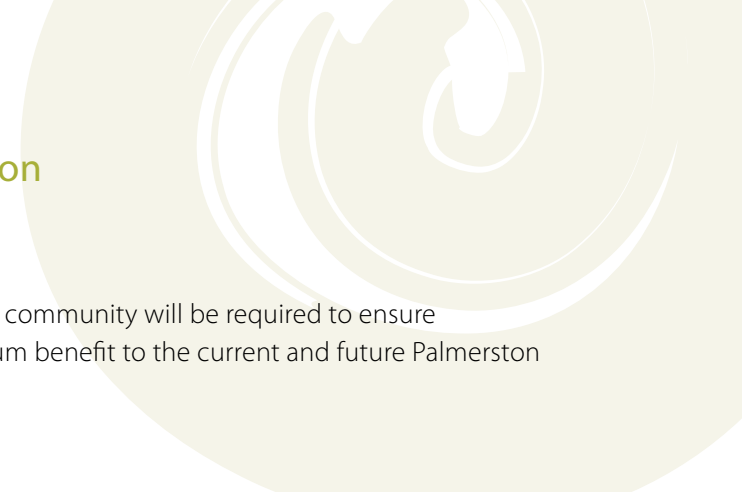 on
community will be required to ensure
um benefit to the current and future Palmerston